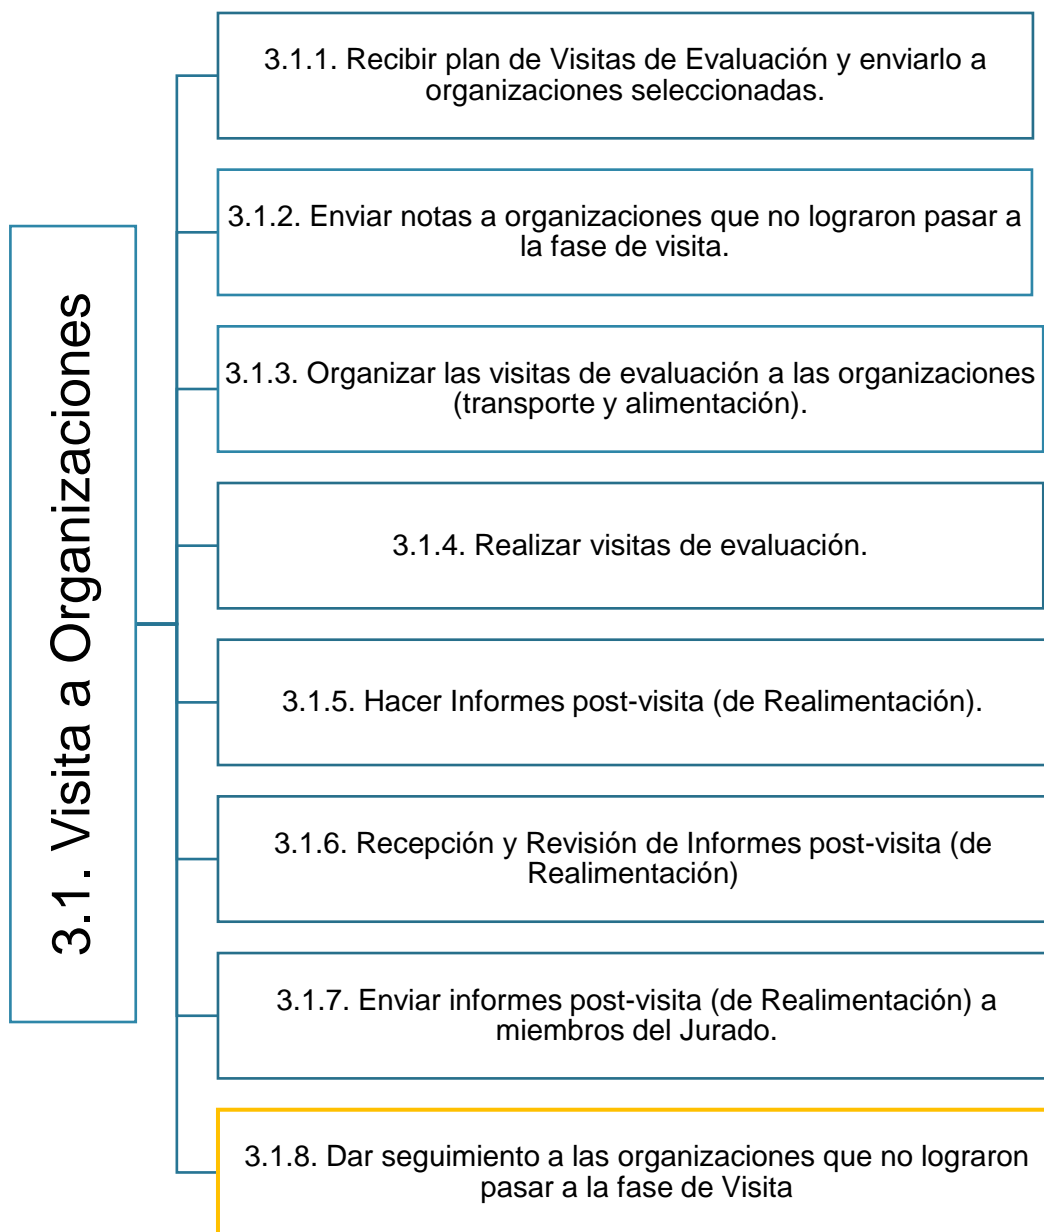 3.1. Visita a Organizaciones
3.1.1. Recibir plan de Visitas de Evaluación y enviarlo a
organizaciones seleccionadas.
3.1.2. Enviar notas a organizaciones que no lograron pasar a
la fase de visita.
3.1.3. Organizar las visitas de evaluación a las organizaciones
(transporte y alimentación).
3.1.4. Realizar visitas de evaluación.
3.1.5. Hacer Informes post-visita (de Realimentación).
3.1.6. Recepción y Revisión de Informes post-visita (de
Realimentación)
3.1.7. Enviar informes post-visita (de Realimentación) a
miembros del Jurado.
3.1.8. Dar seguimiento a las organizaciones que no lograron
pasar a la fase de Visita